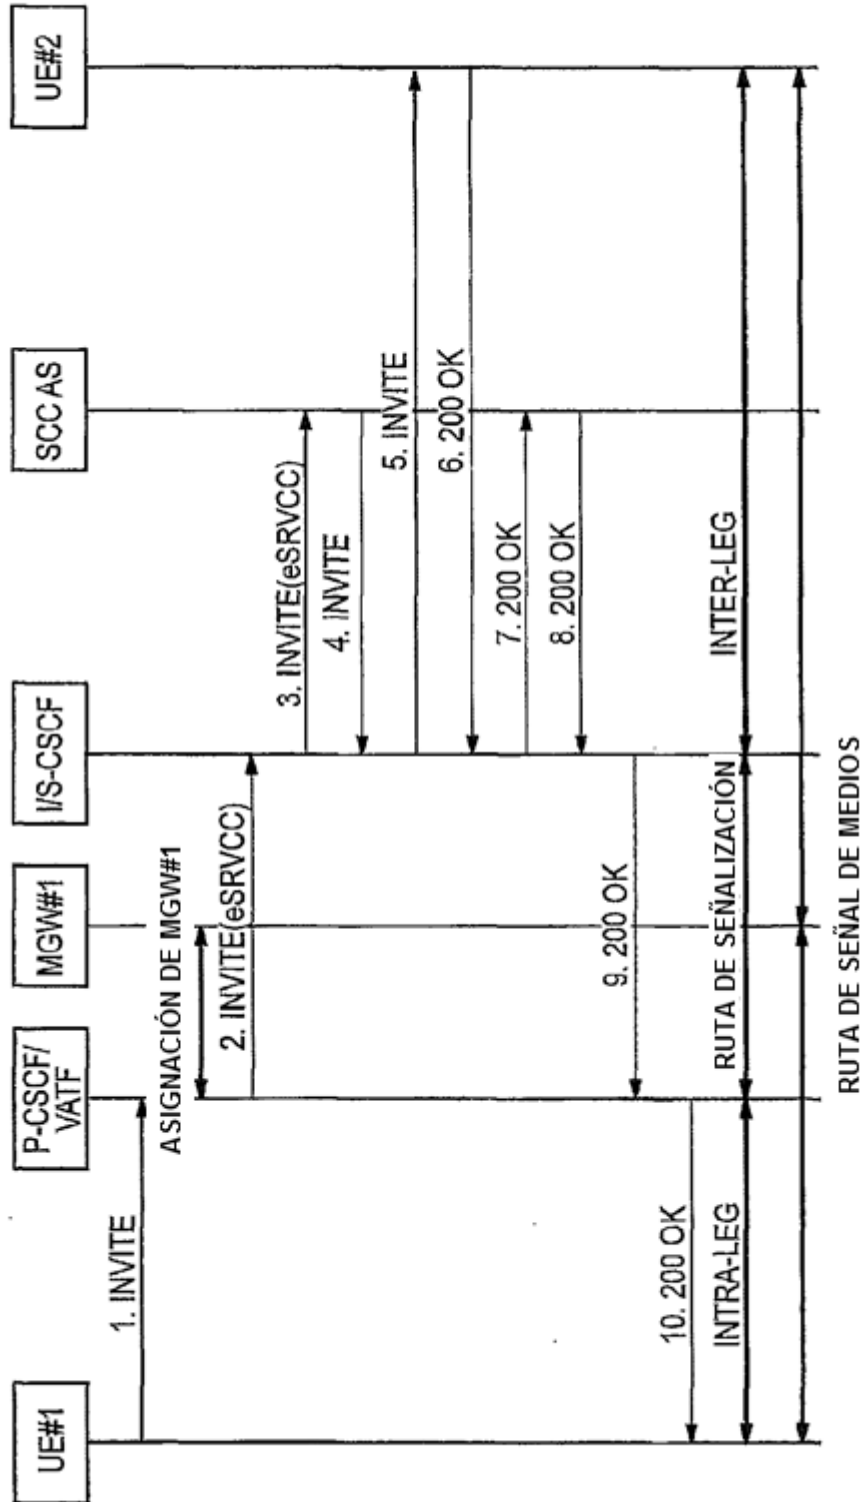 UE#1
P-CSCF/
VATF
MGW#1
I/S-CSCF
SCC AS
UE#2
1. INVITE
ASIGNACIÓN DE MGW#1
2. INVITE(eSRVCC)
3. INVITE(eSRVCC)
4. INVITE
5. INVITE
6. 200 OK
7. 200 OK
8. 200 OK
9. 200 OK
10. 200 OK
INTRA-LEG
RUTA DE SEÑALIZACIÓN
INTER-LEG
RUTA DE SEÑAL DE MEDIOS